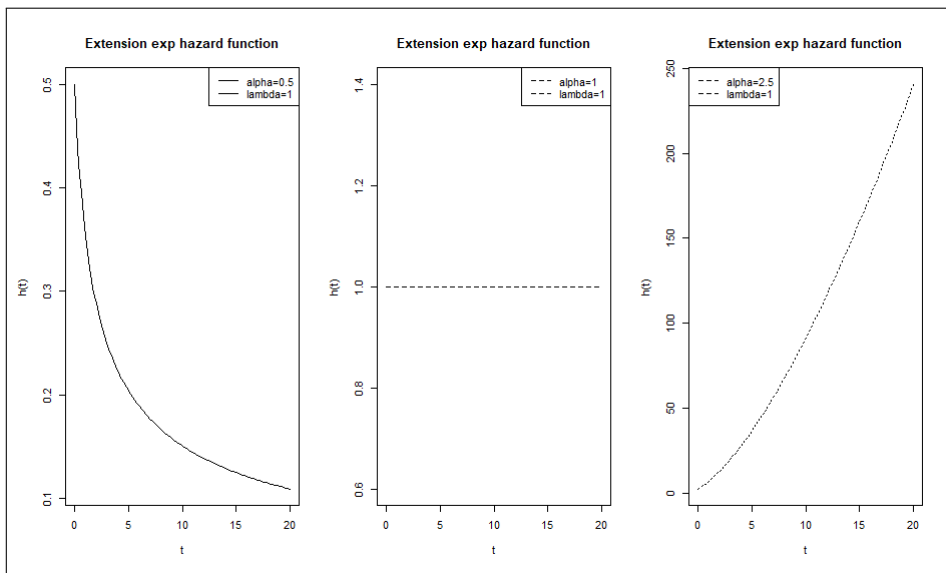 Extension exp hazard function
alpha=0.5
lambda=1
h(t)
0.5
0.4
0.3
0.2
0.1
0 5 10 15 20
t
Extension exp hazard function
alpha=1
lambda=1
h(t)
1.4
1.2
1.0
0.8
0.6
0 5 10 15 20
t
Extension exp hazard function
alpha=2.5
lambda=1
h(t)
250
200
150
100
50
0
0 5 10 15 20
t